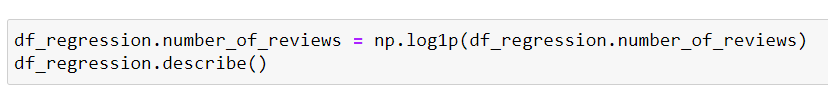 df_regression.number_of_reviews = np.log1p(df_regression.number_of_reviews)
df_regression.describe()